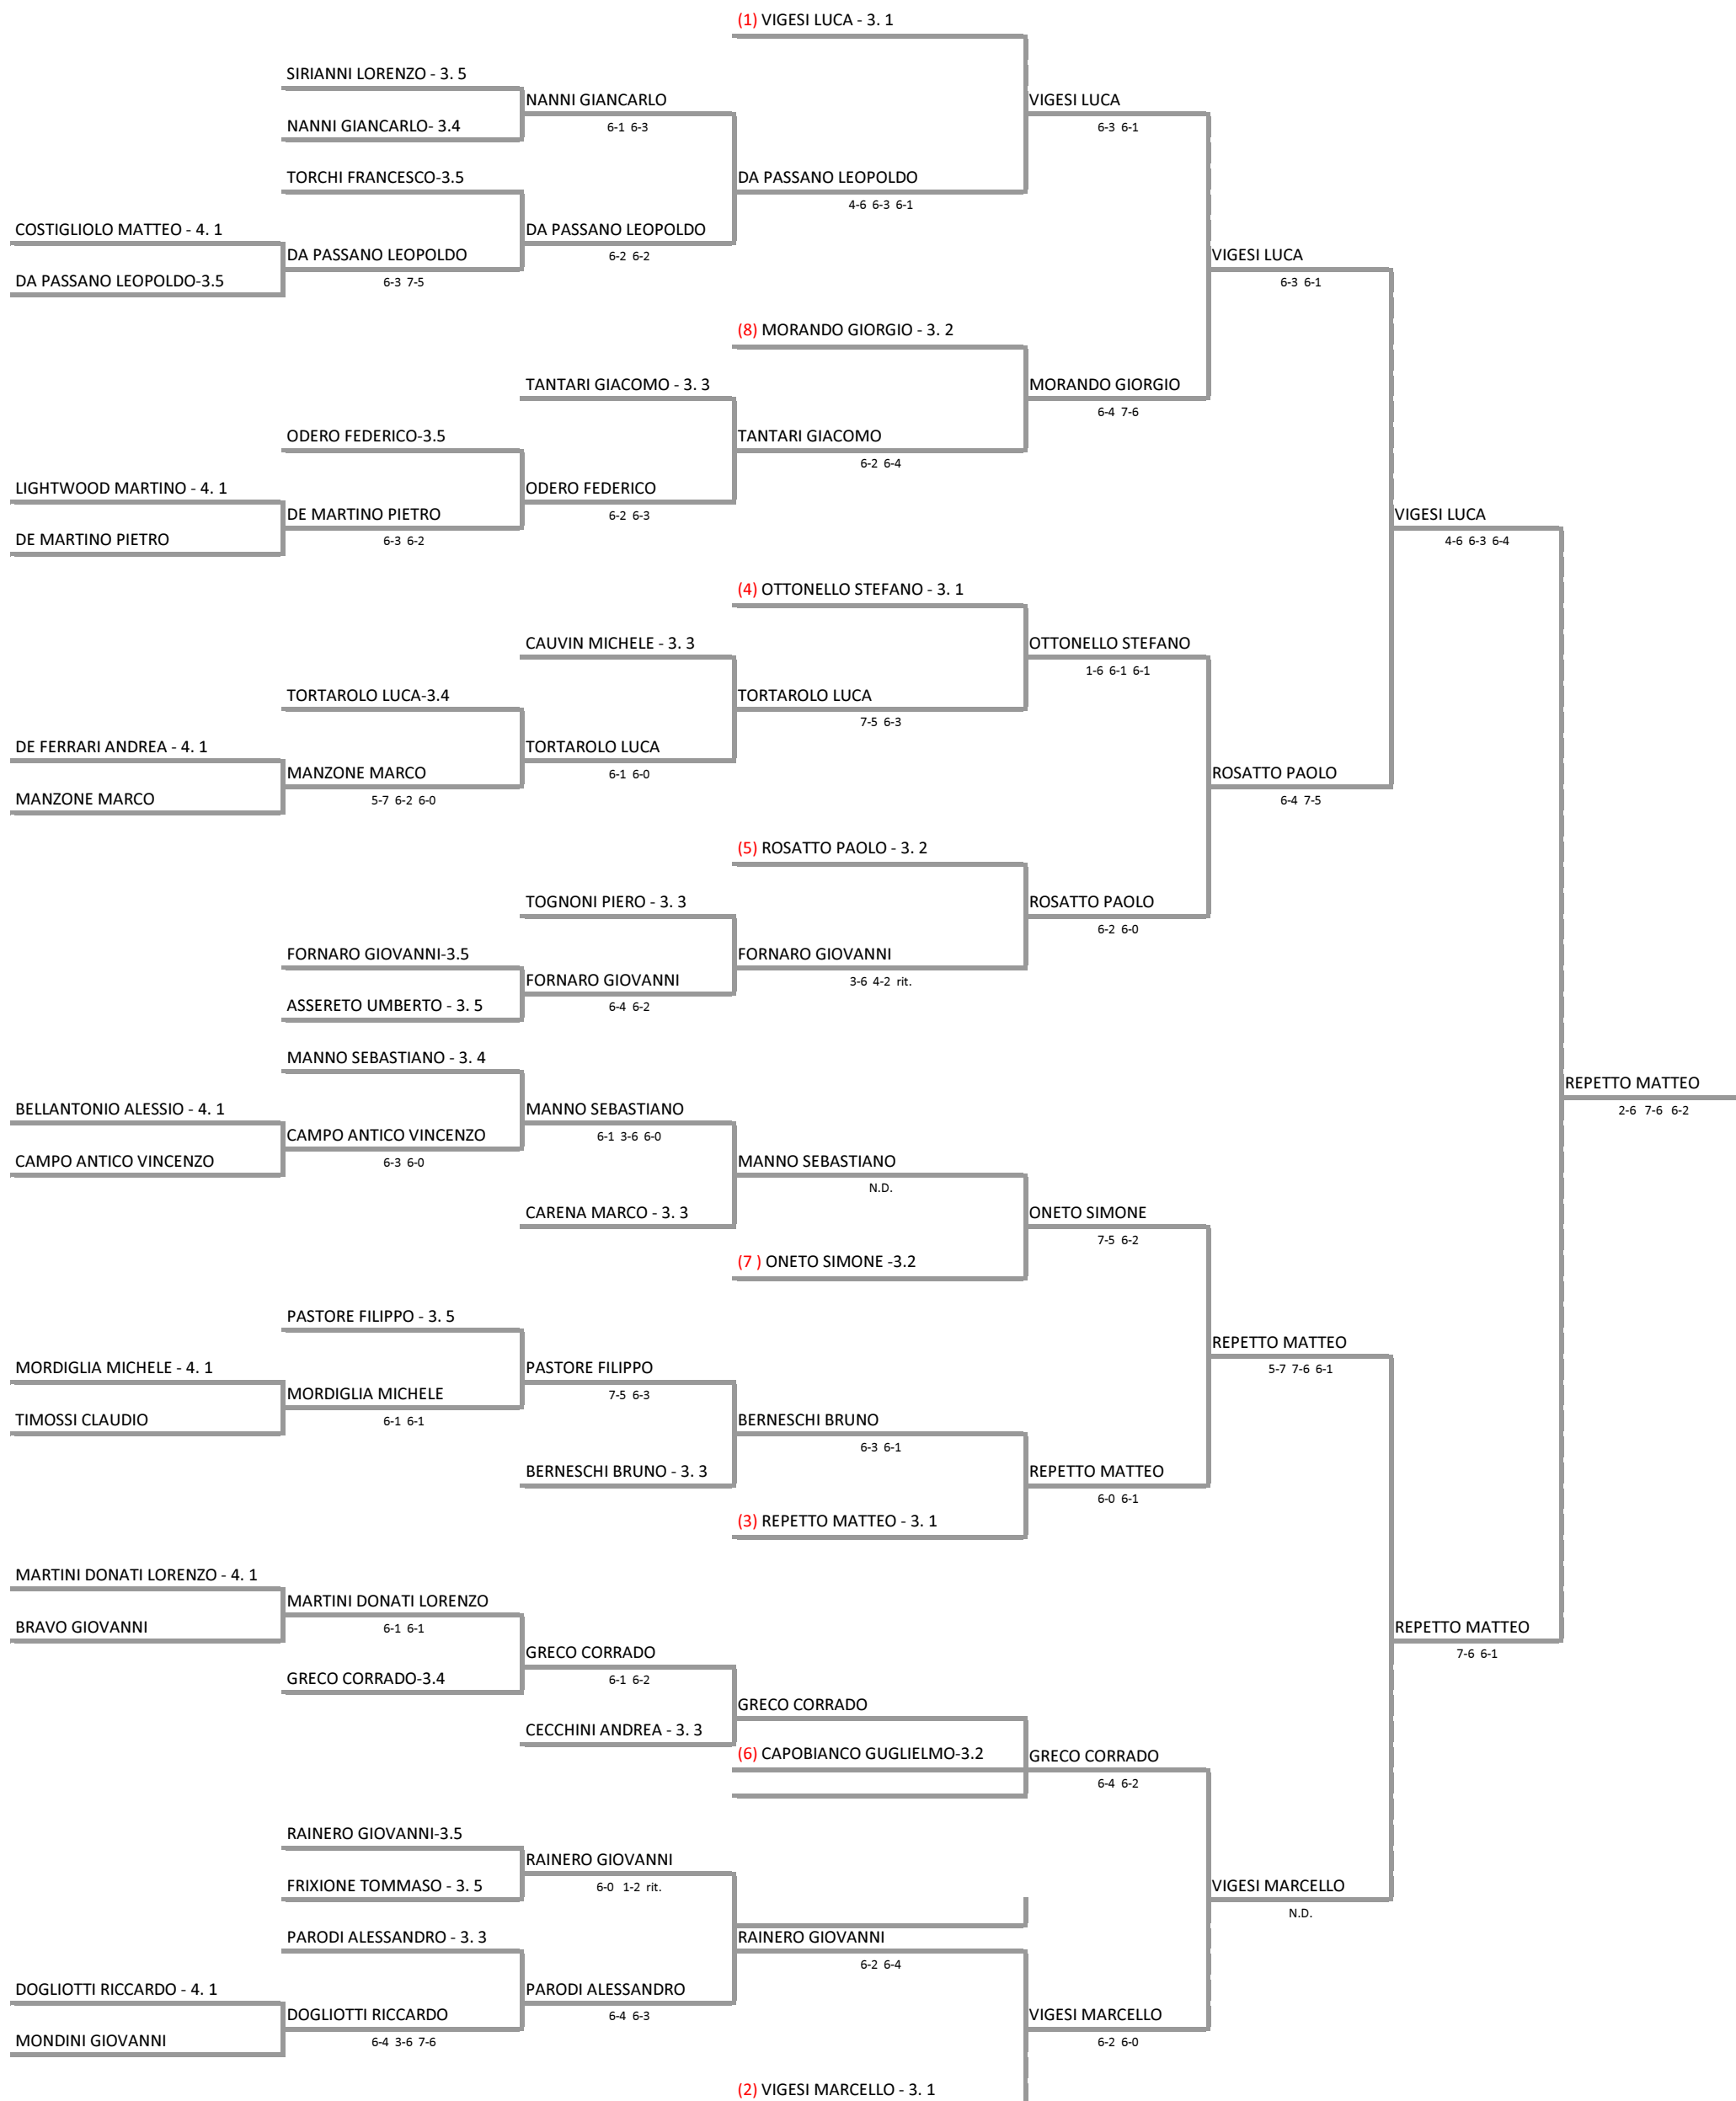 (1) VIGESI LUCA - 3. 1
SIRIANNI LORENZO - 3. 5
NANNI GIANCARLO
VIGESI LUCA
6-3 6-1
6-1 6-3
NANNI GIANCARLO- 3.4
TORCHI FRANCESCO-3.5
DA PASSANO LEOPOLDO
4-6 6-3 6-1
COSTIGLIOLO MATTEO - 4. 1
DA PASSANO LEOPOLDO
6-2 6-2
DA PASSANO LEOPOLDO
6-3 7-5
VIGESI LUCA
6-3 6-1
DA PASSANO LEOPOLDO-3.5
(8) MORANDO GIORGIO - 3. 2
TANTARI GIACOMO - 3. 3
MORANDO GIORGIO
6-4 7-6
ODERO FEDERICO-3.5
TANTARI GIACOMO
6-2 6-4
LIGHTWOOD MARTINO - 4. 1
ODERO FEDERICO
6-2 6-3
DE MARTINO PIETRO
6-3 6-2
VIGESI LUCA
4-6 6-3 6-4
DE MARTINO PIETRO
(4) OTTONELLO STEFANO - 3. 1
CAUVIN MICHELE - 3. 3
OTTONELLO STEFANO
1-6 6-1 6-1
TORTAROLO LUCA-3.4
TORTAROLO LUCA
7-5 6-3
DE FERRARI ANDREA - 4. 1
TORTAROLO LUCA
6-1 6-0
MANZONE MARCO
5-7 6-2 6-0
ROSATTO PAOLO
6-4 7-5
MANZONE MARCO
(5) ROSATTO PAOLO - 3. 2
TOGNONI PIERO - 3. 3
ROSATTO PAOLO
6-2 6-0
FORNARO GIOVANNI-3.5
FORNARO GIOVANNI
3-6 4-2 rit.
FORNARO GIOVANNI
6-4 6-2
ASSERETO UMBERTO - 3. 5
MANNO SEBASTIANO - 3. 4
REPETTO MATTEO
2-6 7-6 6-2
BELLANTONIO ALESSIO - 4. 1
MANNO SEBASTIANO
6-1 3-6 6-0
CAMPO ANTICO VINCENZO
6-3 6-0
CAMPO ANTICO VINCENZO
MANNO SEBASTIANO
N.D.
CARENA MARCO - 3. 3
ONETO SIMONE
7-5 6-2
(7 ) ONETO SIMONE -3.2
PASTORE FILIPPO - 3. 5
REPETTO MATTEO
5-7 7-6 6-1
MORDIGLIA MICHELE - 4. 1
PASTORE FILIPPO
7-5 6-3
MORDIGLIA MICHELE
6-1 6-1
TIMOSSI CLAUDIO
BERNESCHI BRUNO
6-3 6-1
BERNESCHI BRUNO - 3. 3
REPETTO MATTEO
6-0 6-1
(3) REPETTO MATTEO - 3. 1
MARTINI DONATI LORENZO - 4. 1
MARTINI DONATI LORENZO
6-1 6-1
BRAVO GIOVANNI
REPETTO MATTEO
7-6 6-1
GRECO CORRADO
6-1 6-2
GRECO CORRADO-3.4
GRECO CORRADO
CECCHINI ANDREA - 3. 3
(6) CAPOBIANCO GUGLIELMO-3.2
GRECO CORRADO
6-4 6-2
RAINERO GIOVANNI-3.5
RAINERO GIOVANNI
6-0 1-2 rit.
FRIXIONE TOMMASO - 3. 5
VIGESI MARCELLO
N.D.
PARODI ALESSANDRO - 3. 3
RAINERO GIOVANNI
6-2 6-4
DOGLIOTTI RICCARDO - 4. 1
PARODI ALESSANDRO
6-4 6-3
DOGLIOTTI RICCARDO
6-4 3-6 7-6
VIGESI MARCELLO
6-2 6-0
MONDINI GIOVANNI
(2) VIGESI MARCELLO - 3. 1